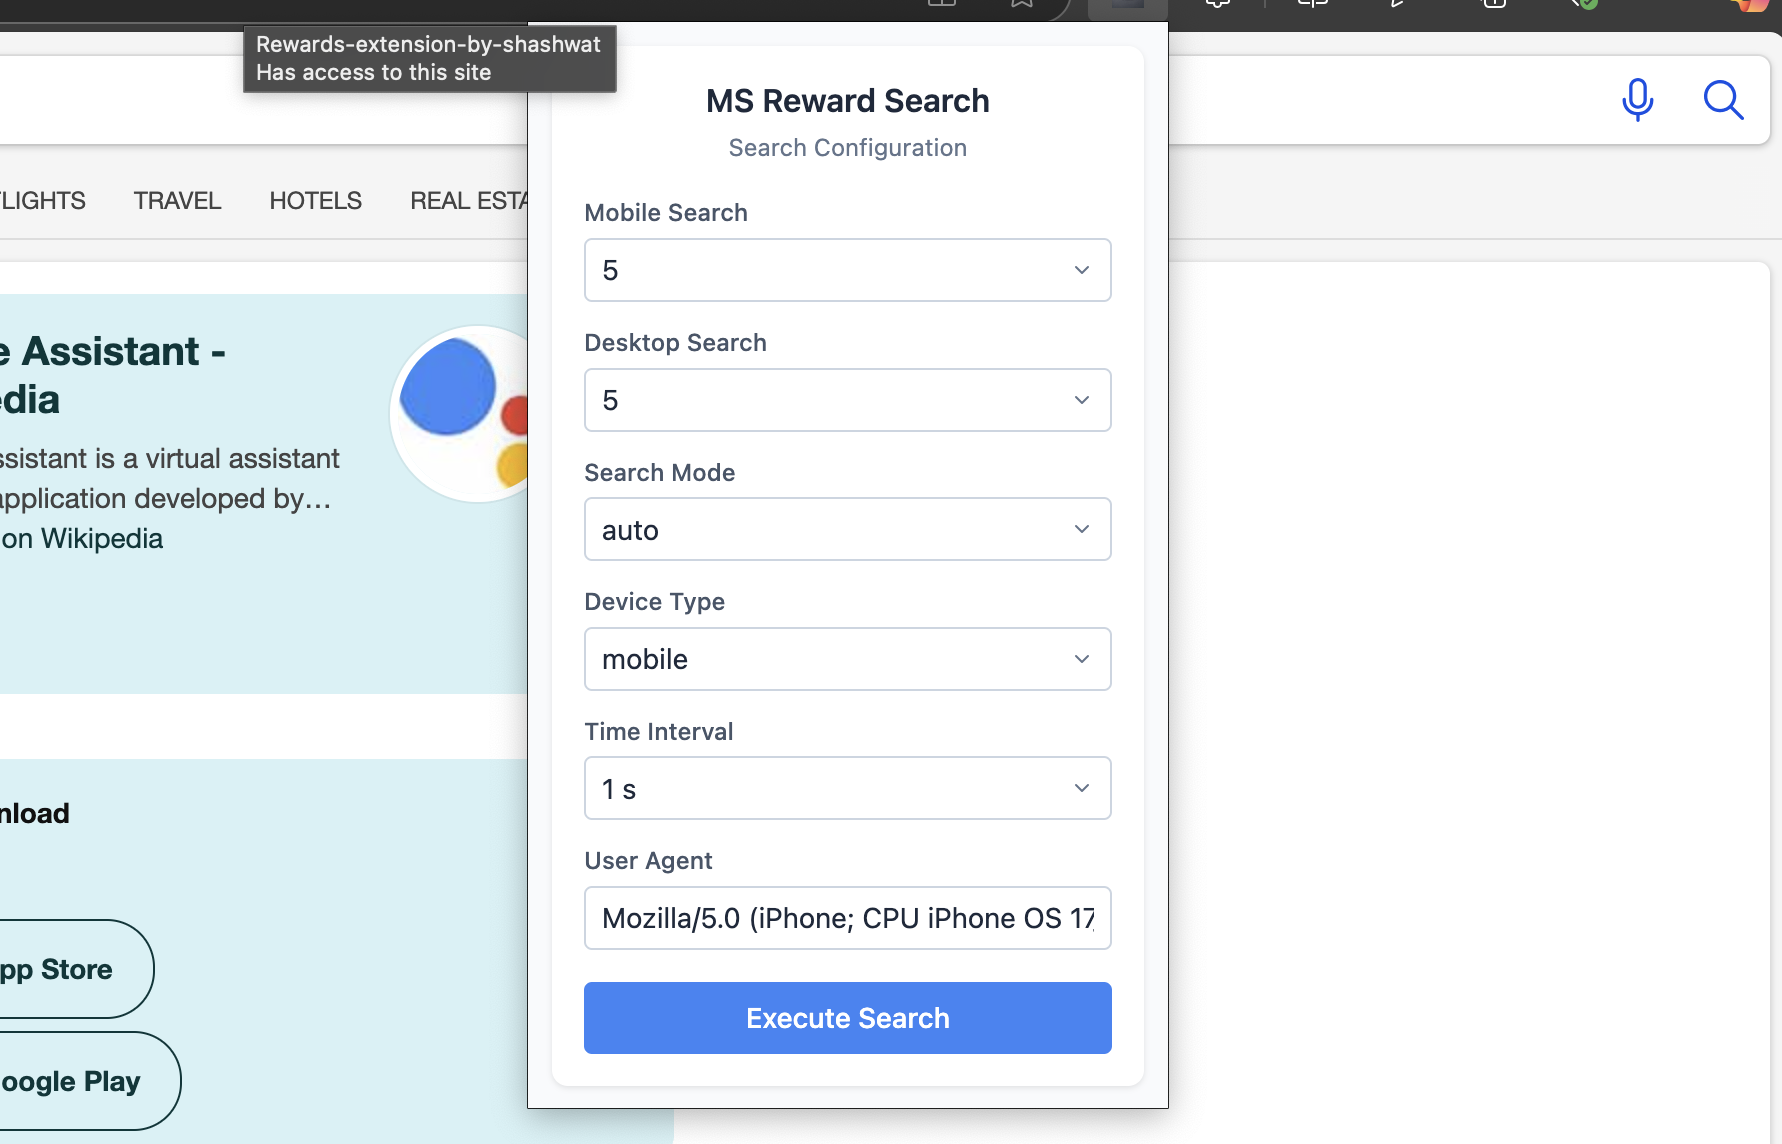 Rewards-extension-by-shashwat
Has access to this site
MS Reward Search
Search Configuration
LIGHTS TRAVEL HOTELS REAL ESTA
Mobile Search
5
Desktop Search
5
Search Mode
auto
Device Type
mobile
Time Interval
1 s
User Agent
Mozilla/5.0 (iPhone; CPU iPhone OS 17
Execute Search
e Assistant -
edia
ssistant is a virtual assistant
application developed by...
on Wikipedia
nload
pp Store
oogle Play